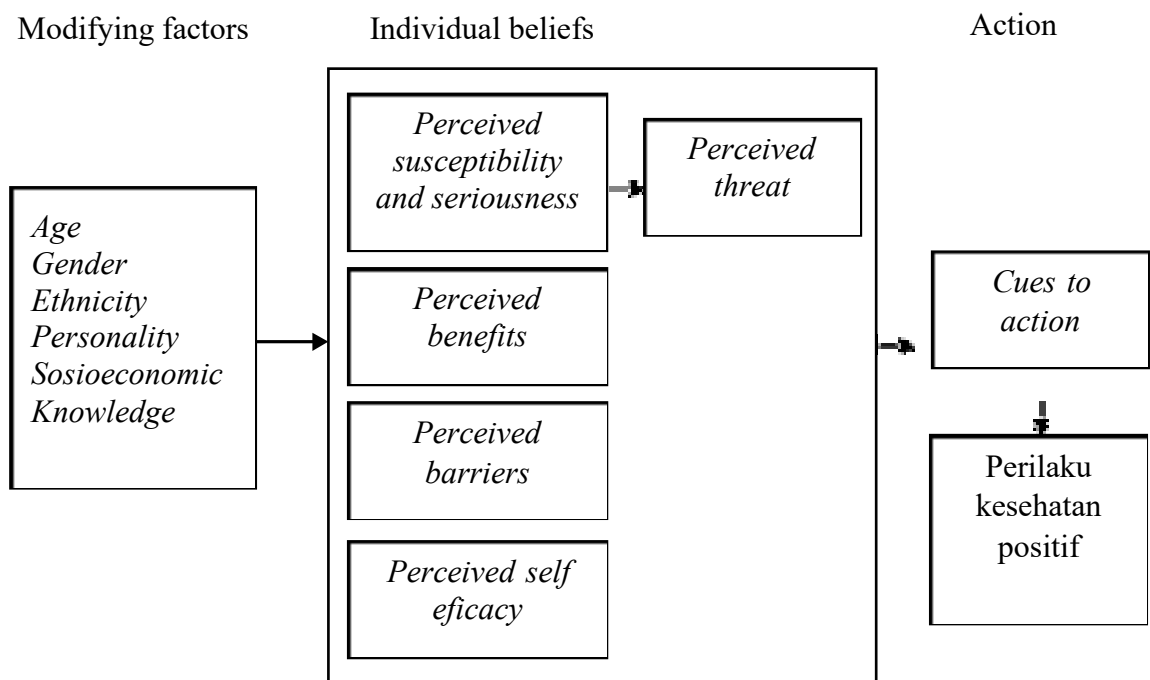 Modifying factors
Individual beliefs
Action
Age
Gender
Ethnicity
Personality
Sosioeconomic
Knowledge
Perceived
susceptibility
and seriousness
Perceived
threat
Perceived
benefits
Perceived
barriers
Perceived self
eficacy
Cues to
action
Perilaku
kesehatan
positif